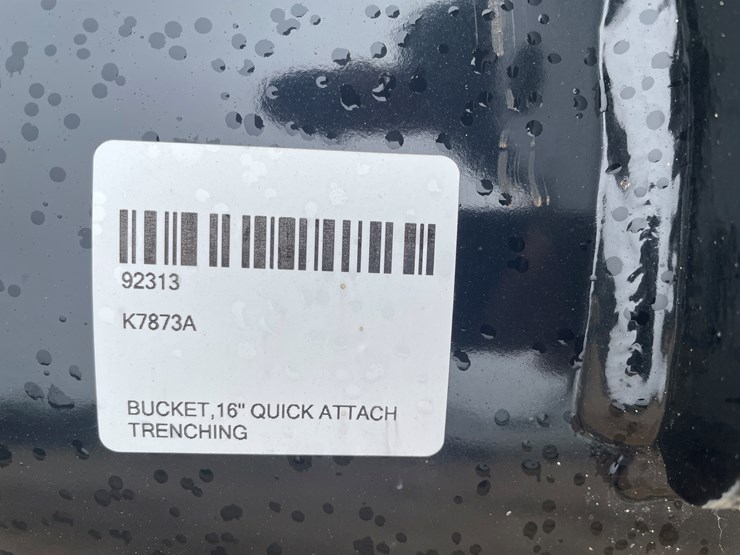 92313
K7873A
BUCKET,16" QUICK ATTACH
TRENCHING